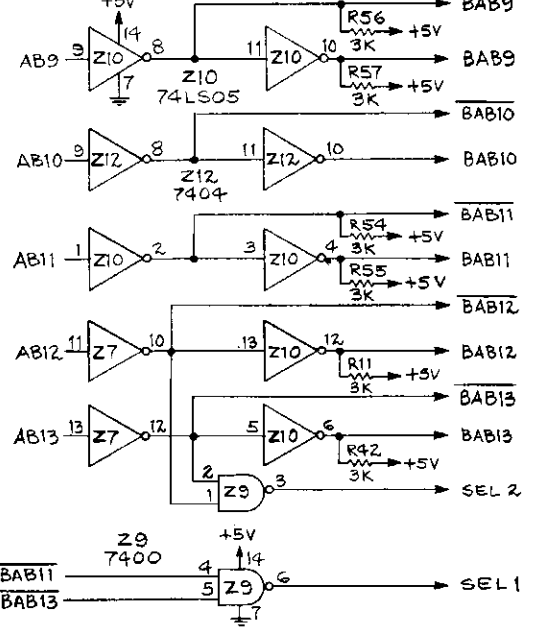 +5V
BAB9
R56
14
3K
+5V
AB9
9
Z10
8
11
Z10
10
BAB9
7
Z10
74LS05
R57
3K
+5V
BAB10
AB10
9
Z12
8
11
Z12
10
BAB10
Z12
7404
BAB11
R54
3K
+5V
AB11
1
Z10
2
3
Z10
4
BAB11
R55
3K
+5V
BAB12
AB12
11
Z7
10
13
Z10
12
BAB12
R11
3K
+5V
BAB13
AB13
13
Z7
12
5
Z10
6
BAB13
R42
3K
+5V
2
1
Z9
3
SEL 2
Z9
7400
+5V
14
BAB11
4
BAB13
5
Z9
6
SEL 1
7